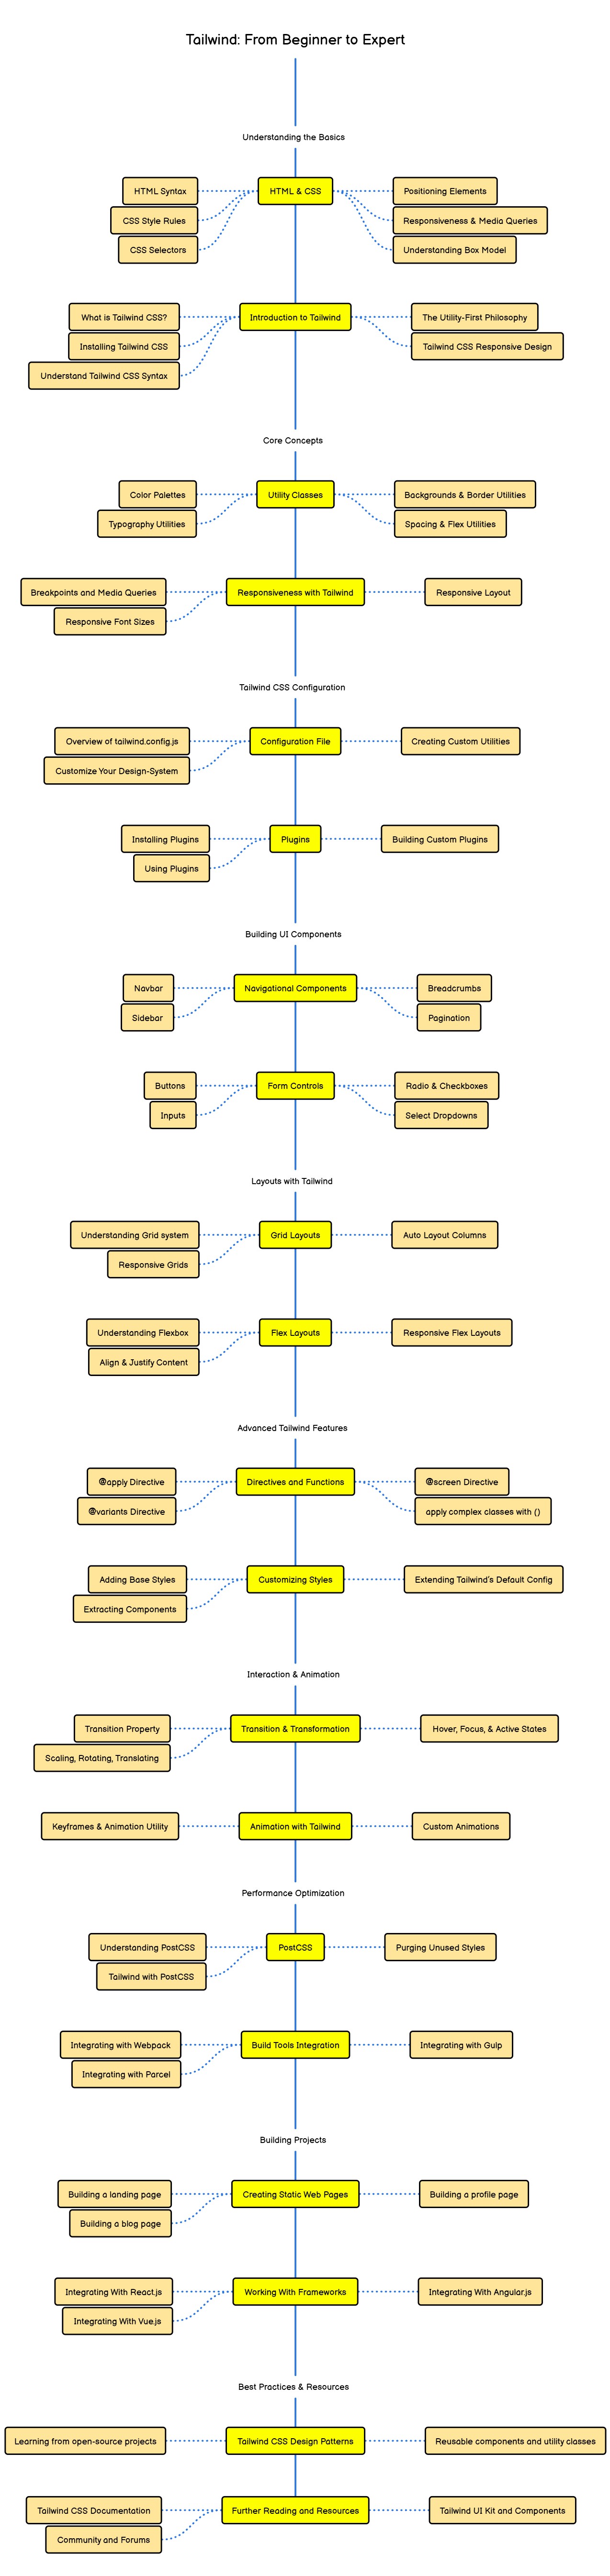 Tailwind: From Beginner to Expert
Understanding the Basics
HTML Syntax
HTML & CSS
Positioning Elements
CSS Style Rules
Responsiveness & Media Queries
CSS Selectors
Understanding Box Model
What is Tailwind CSS?
Introduction to Tailwind
The Utility-First Philosophy
Installing Tailwind CSS
Tailwind CSS Responsive Design
Understand Tailwind CSS Syntax
Core Concepts
Color Palettes
Utility Classes
Backgrounds & Border Utilities
Typography Utilities
Spacing & Flex Utilities
Breakpoints and Media Queries
Responsiveness with Tailwind
Responsive Layout
Responsive Font Sizes
Tailwind CSS Configuration
Overview of tailwind.config.js
Configuration File
Creating Custom Utilities
Customize Your Design-System
Installing Plugins
Plugins
Building Custom Plugins
Using Plugins
Building UI Components
Navbar
Navigational Components
Breadcrumbs
Sidebar
Pagination
Buttons
Form Controls
Radio & Checkboxes
Inputs
Select Dropdowns
Layouts with Tailwind
Understanding Grid system
Grid Layouts
Auto Layout Columns
Responsive Grids
Understanding Flexbox
Flex Layouts
Responsive Flex Layouts
Align & Justify Content
Advanced Tailwind Features
@apply Directive
Directives and Functions
@screen Directive
@variants Directive
apply complex classes with ()
Adding Base Styles
Customizing Styles
Extending Tailwind's Default Config
Extracting Components
Interaction & Animation
Transition Property
Transition & Transformation
Hover, Focus, & Active States
Scaling, Rotating, Translating
Keyframes & Animation Utility
Animation with Tailwind
Custom Animations
Performance Optimization
Understanding PostCSS
PostCSS
Purging Unused Styles
Tailwind with PostCSS
Integrating with Webpack
Build Tools Integration
Integrating with Gulp
Integrating with Parcel
Building Projects
Building a landing page
Creating Static Web Pages
Building a profile page
Building a blog page
Integrating With React.js
Working With Frameworks
Integrating With Angular.js
Integrating With Vue.js
Best Practices & Resources
Learning from open-source projects
Tailwind CSS Design Patterns
Reusable components and utility classes
Tailwind CSS Documentation
Further Reading and Resources
Tailwind UI Kit and Components
Community and Forums